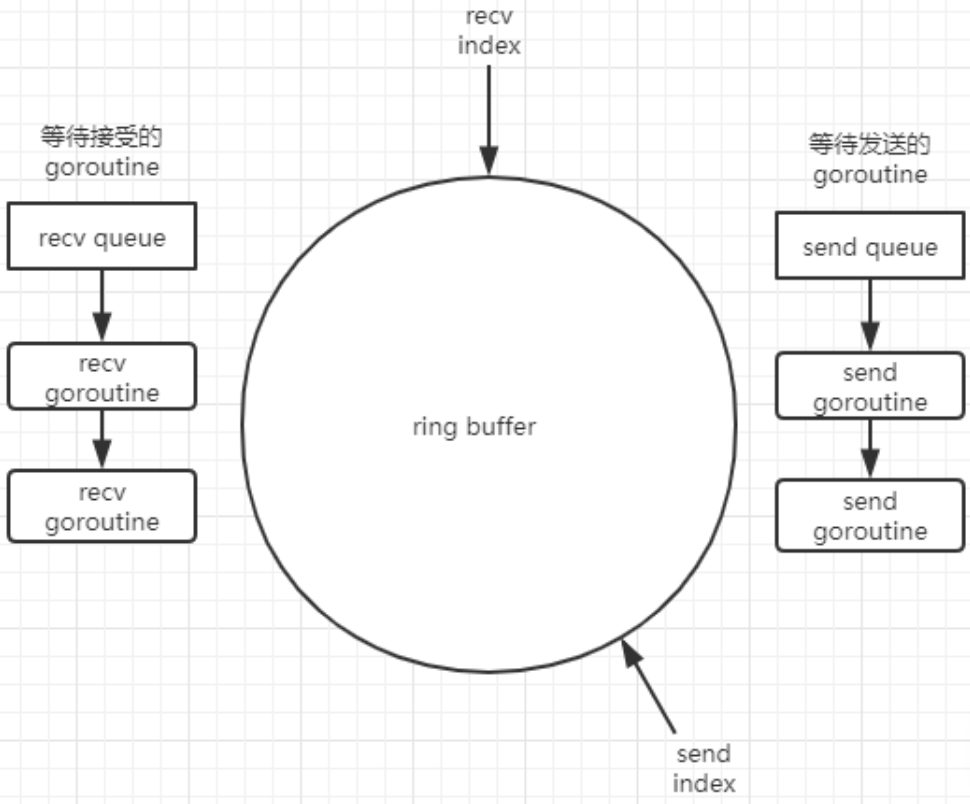 recv
index
等待接受的
goroutine
recv queue
recv
goroutine
recv
goroutine
ring buffer
等待发送的
goroutine
send queue
send
goroutine
send
goroutine
send
index